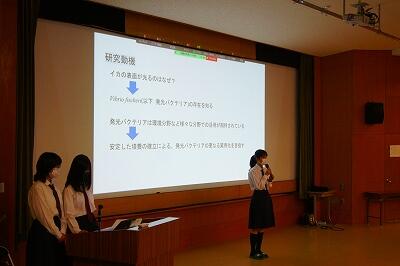 研究動機
イカの表面が光るのはなぜ？
Vibrio fischeri(以下 発光バクテリア)の存在を知る
発光バクテリアは環境分野など様々な分野での活用が期待されている
安定した培養の確立による、発光バクテリアの更なる実用化を目指す